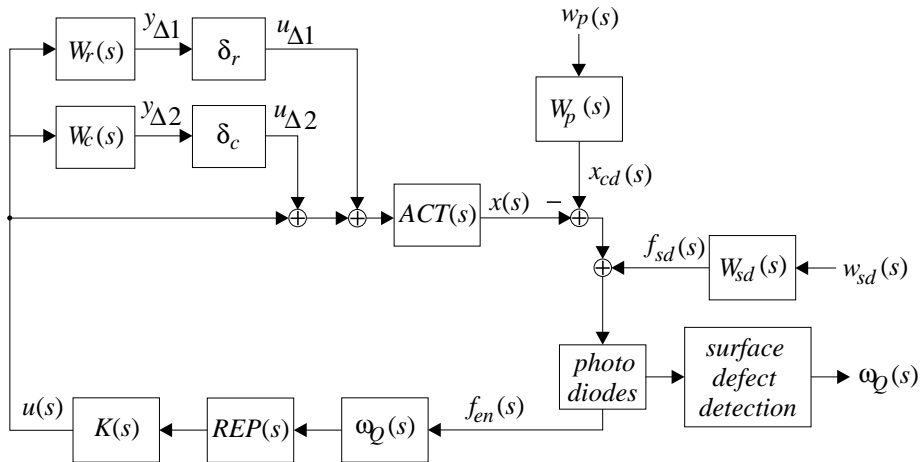 y_Δ1
u_Δ1
W_r(s)
δ_r
w_p(s)
y_Δ2
u_Δ2
W_p(s)
W_c(s)
δ_c
x_cd(s)
ACT(s)
x(s)
−
f_sd(s)
W_sd(s)
w_sd(s)
photo
diodes
surface
defect
detection
ω_Q(s)
u(s)
K(s)
REP(s)
ω_Q(s)
f_en(s)